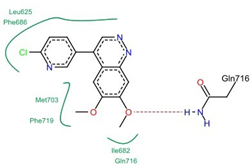 Leu625
Phe686
Cl
N
N
N
Gln716
Met703
Phe719
O
O
O
H
N
H
Ile682
Gln716